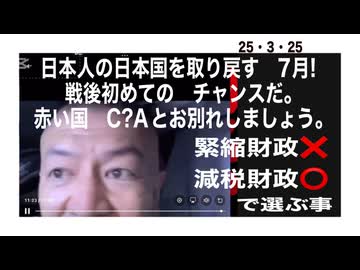 25・3・25
日本人の日本国を取り戻す　7月!
戦後初めての　チャンスだ。
赤い国　C?Aとお別れしましょう。
緊縮財政❌
減税財政⭕
で選ぶ事